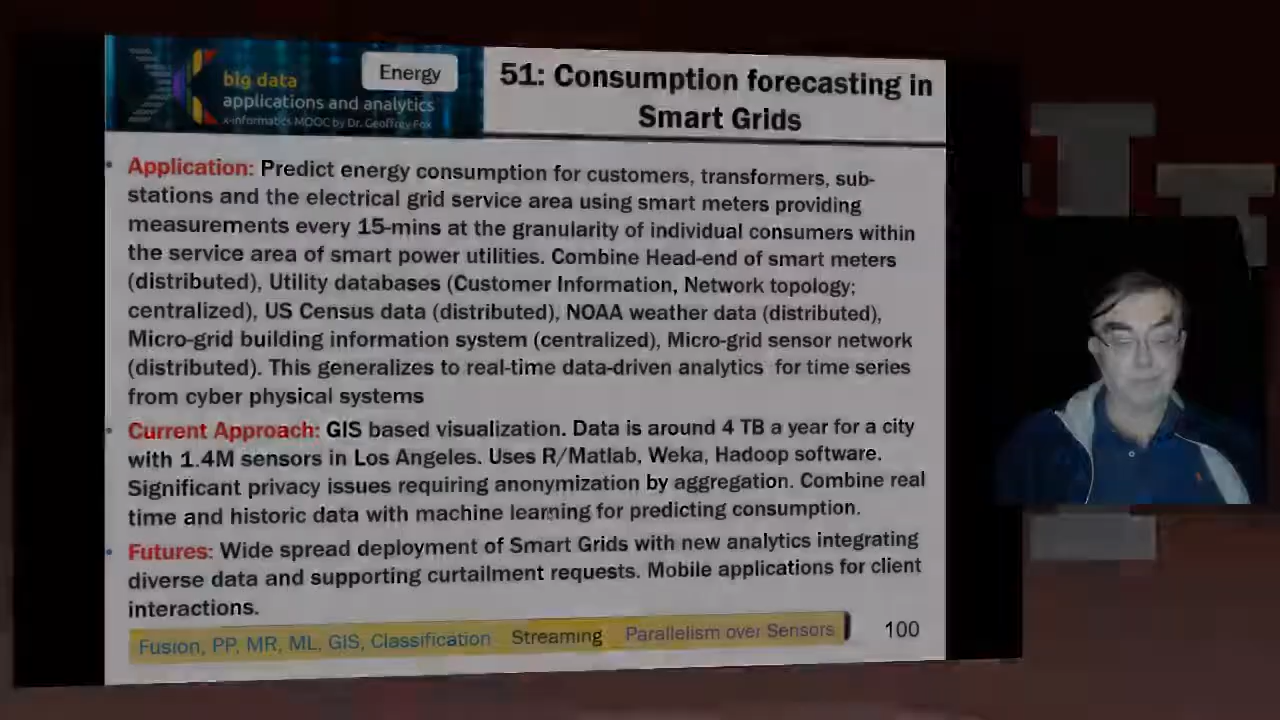 big data
applications and analytics
x-informatics MOOC by Dr. Geoffrey Fox
Energy
51: Consumption forecasting in
Smart Grids
• Application: Predict energy consumption for customers, transformers, sub-
stations and the electrical grid service area using smart meters providing
measurements every 15-mins at the granularity of individual consumers within
the service area of smart power utilities. Combine Head-end of smart meters
(distributed), Utility databases (Customer Information, Network topology;
centralized), US Census data (distributed), NOAA weather data (distributed),
Micro-grid building information system (centralized), Micro-grid sensor network
(distributed). This generalizes to real-time data-driven analytics for time series
from cyber physical systems
• Current Approach: GIS based visualization. Data is around 4 TB a year for a city
with 1.4M sensors in Los Angeles. Uses R/Matlab, Weka, Hadoop software.
Significant privacy issues requiring anonymization by aggregation. Combine real
time and historic data with machine learning for predicting consumption.
• Futures: Wide spread deployment of Smart Grids with new analytics integrating
diverse data and supporting curtailment requests. Mobile applications for client
interactions.
Fusion, PP, MR, ML, GIS, Classification Streaming Parallelism over Sensors
100